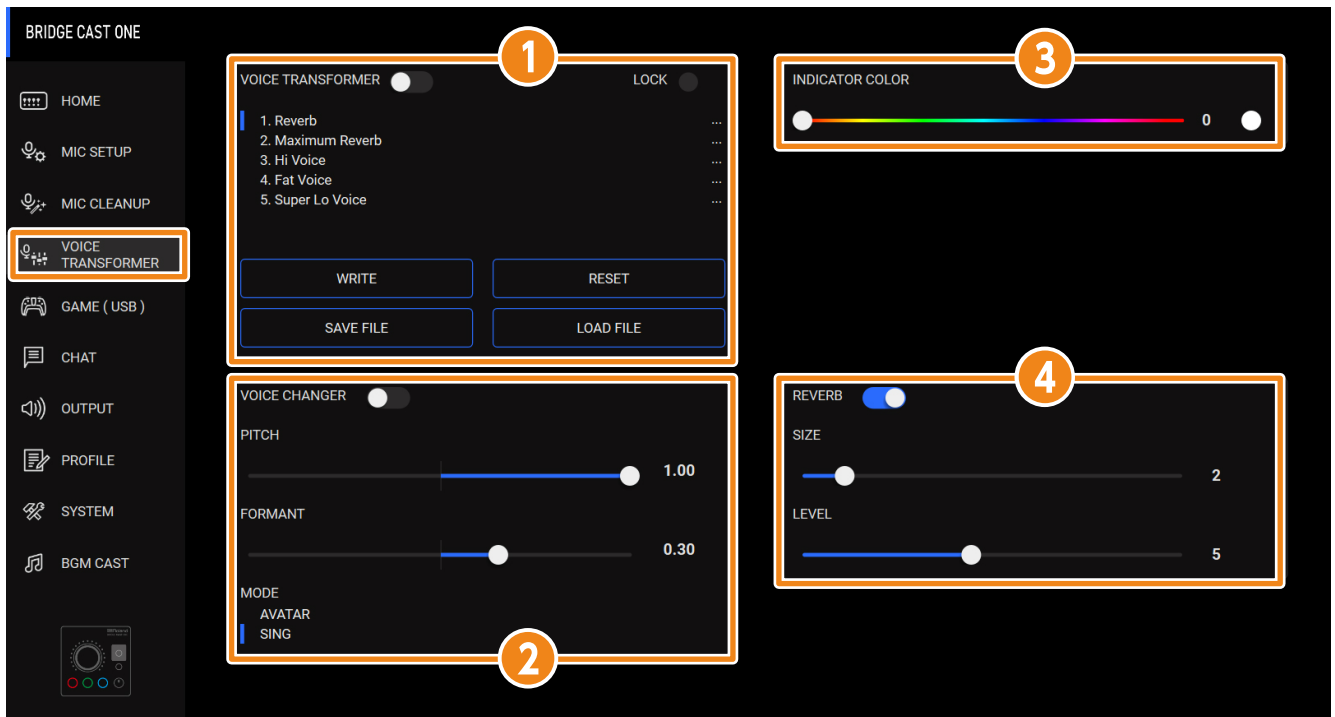 BRIDGE CAST ONE
HOME
MIC SETUP
MIC CLEANUP
VOICE
TRANSFORMER
GAME ( USB )
CHAT
OUTPUT
PROFILE
SYSTEM
BGM CAST
1
VOICE TRANSFORMER
LOCK
1. Reverb ...
2. Maximum Reverb ...
3. Hi Voice ...
4. Fat Voice ...
5. Super Lo Voice ...
WRITE
RESET
SAVE FILE
LOAD FILE
3
INDICATOR COLOR
0
VOICE CHANGER
PITCH
1.00
FORMANT
0.30
MODE
AVATAR
SING
2
4
REVERB
SIZE
2
LEVEL
5